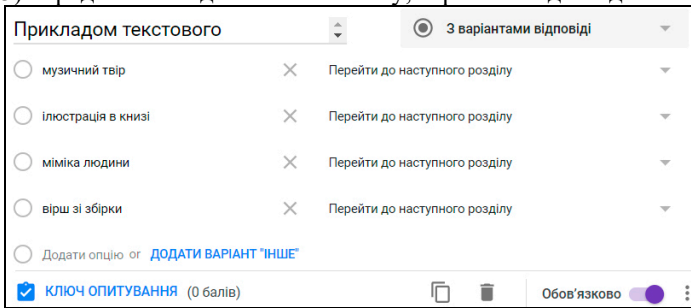 Прикладом текстового З варіантами відповіді
музичний твір Перейти до наступного розділу
ілюстрація в книзі Перейти до наступного розділу
міміка людини Перейти до наступного розділу
вірш зі збірки Перейти до наступного розділу
Додати опцію or ДОДАТИ ВАРІАНТ "ІНШЕ"
КЛЮЧ ОПИТУВАННЯ (0 балів) Обов'язково